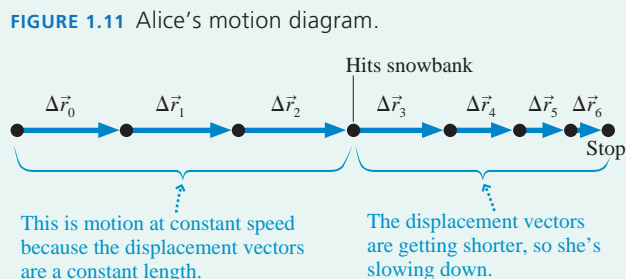 FIGURE 1.11 Alice's motion diagram.
Hits snowbank
Δr⃗₀ Δr⃗₁ Δr⃗₂ Δr⃗₃ Δr⃗₄ Δr⃗₅ Δr⃗₆
Stop
This is motion at constant speed
because the displacement vectors
are a constant length.
The displacement vectors
are getting shorter, so she's
slowing down.